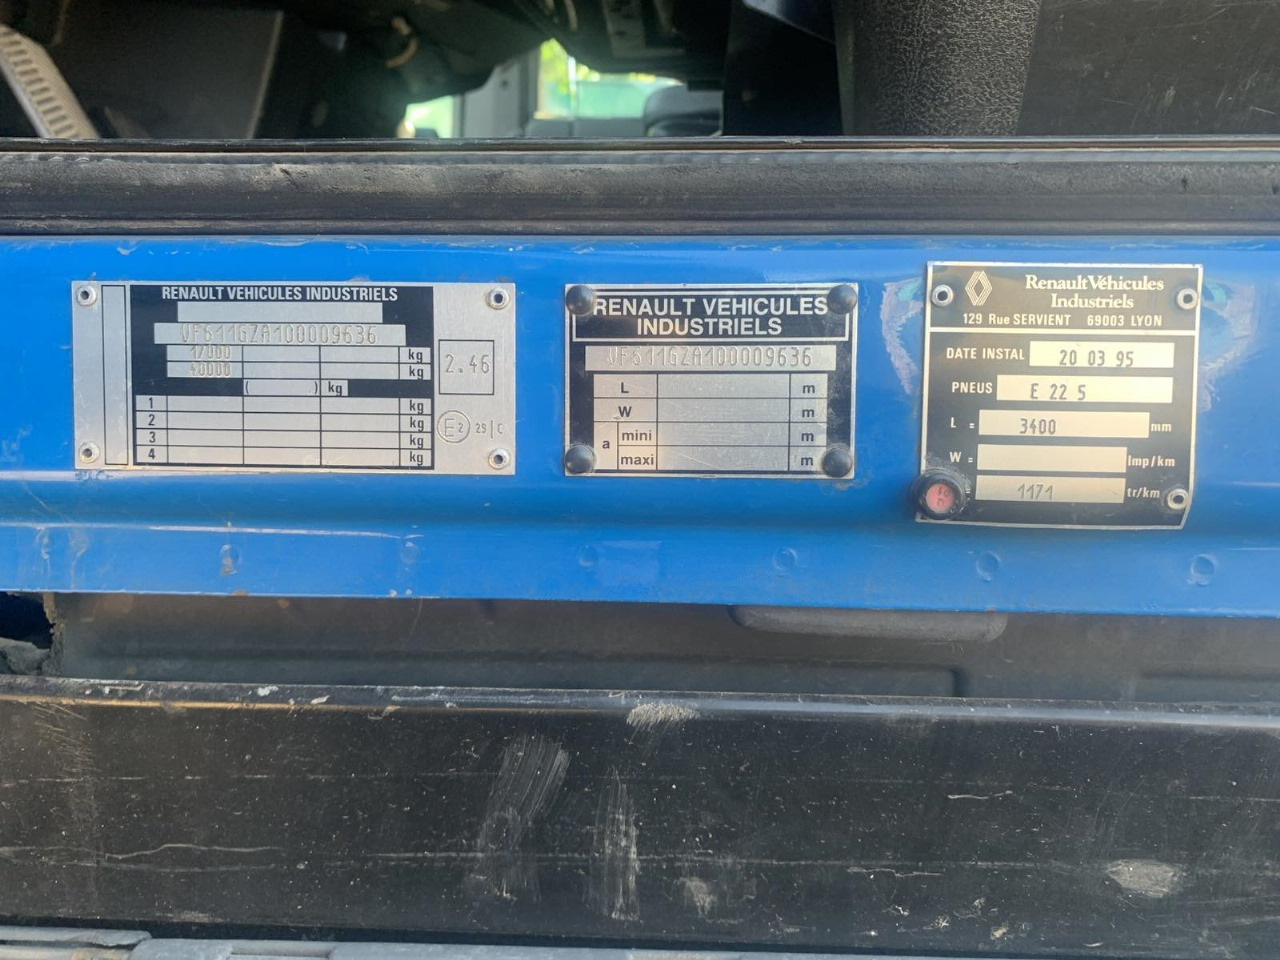 RENAULT VEHICULES INDUSTRIELS
VF611GZA100009636
17000 kg
40000 kg
( ) kg
1 kg
2 kg
3 kg
4 kg
2.46
E2 29 | C
RENAULT VEHICULES
INDUSTRIELS
VF611GZA100009636
L m
W m
a mini m
maxi m
Renault Véhicules
Industriels
129 Rue SERVIENT 69003 LYON
DATE INSTAL 20 03 95
PNEUS E 22 5
L = 3400 mm
W = Imp/km
= 1171 tr/km